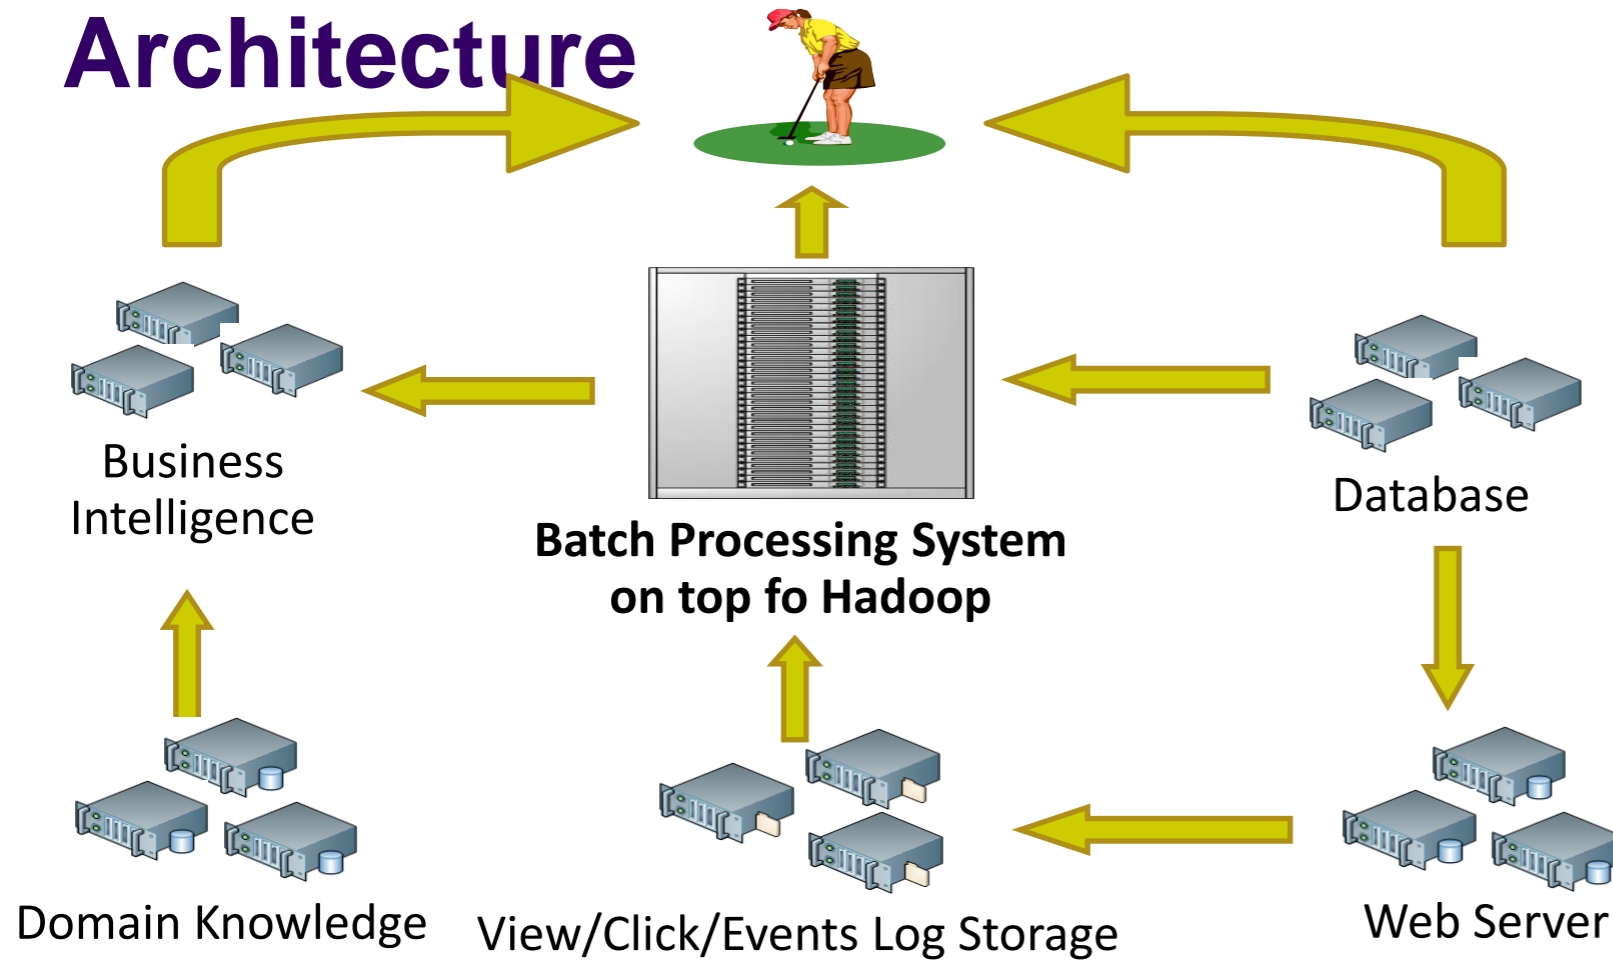 Architecture
Business
Intelligence
Batch Processing System
on top fo Hadoop
Database
Domain Knowledge
View/Click/Events Log Storage
Web Server